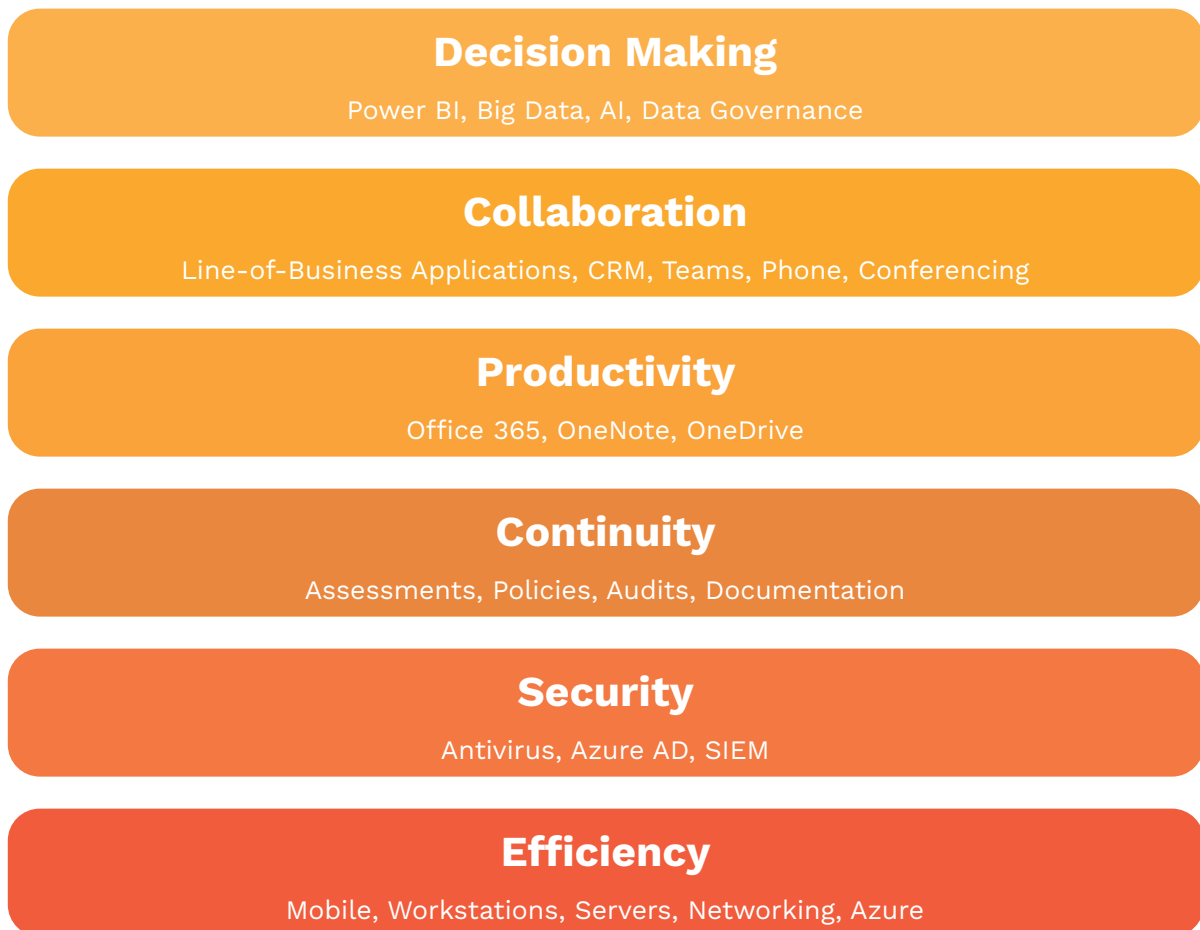 Decision Making
Power BI, Big Data, AI, Data Governance
Collaboration
Line-of-Business Applications, CRM, Teams, Phone, Conferencing
Productivity
Office 365, OneNote, OneDrive
Continuity
Assessments, Policies, Audits, Documentation
Security
Antivirus, Azure AD, SIEM
Efficiency
Mobile, Workstations, Servers, Networking, Azure